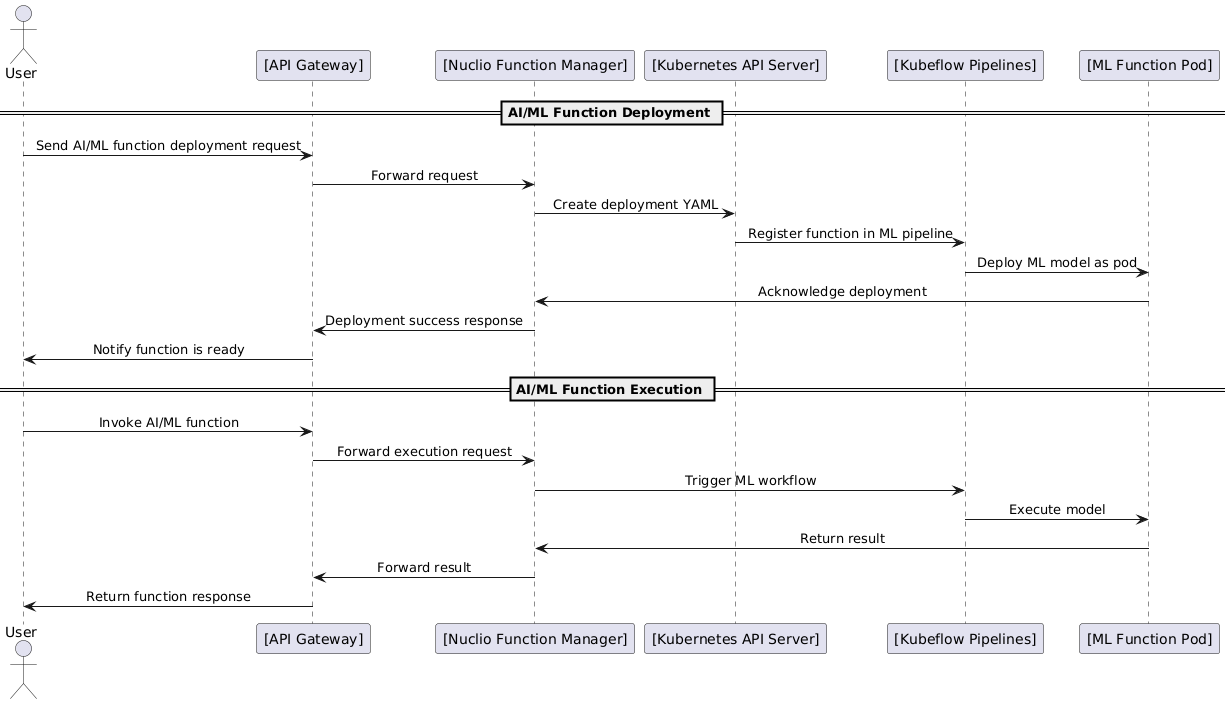 User
[API Gateway]
[Nuclio Function Manager]
[Kubernetes API Server]
[Kubeflow Pipelines]
[ML Function Pod]
AI/ML Function Deployment
Send AI/ML function deployment request
Forward request
Create deployment YAML
Register function in ML pipeline
Deploy ML model as pod
Acknowledge deployment
Deployment success response
Notify function is ready
AI/ML Function Execution
Invoke AI/ML function
Forward execution request
Trigger ML workflow
Execute model
Return result
Forward result
Return function response
User
[API Gateway]
[Nuclio Function Manager]
[Kubernetes API Server]
[Kubeflow Pipelines]
[ML Function Pod]